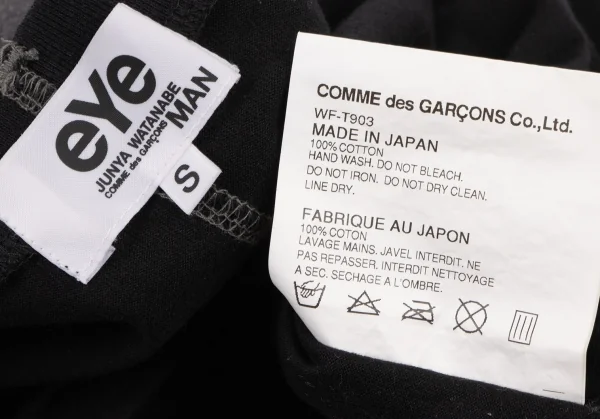 eYe
JUNYA WATANABE
COMME des GARÇONS MAN
S
COMME des GARÇONS Co.,Ltd.
WF-T903
MADE IN JAPAN
100% COTTON
HAND WASH. DO NOT BLEACH.
DO NOT IRON. DO NOT DRY CLEAN.
LINE DRY.
FABRIQUE AU JAPON
100% COTON
LAVAGE MAINS. JAVEL INTERDIT. NE
PAS REPASSER. INTERDIT NETTOYAGE
A SEC. SECHAGE A L'OMBRE.